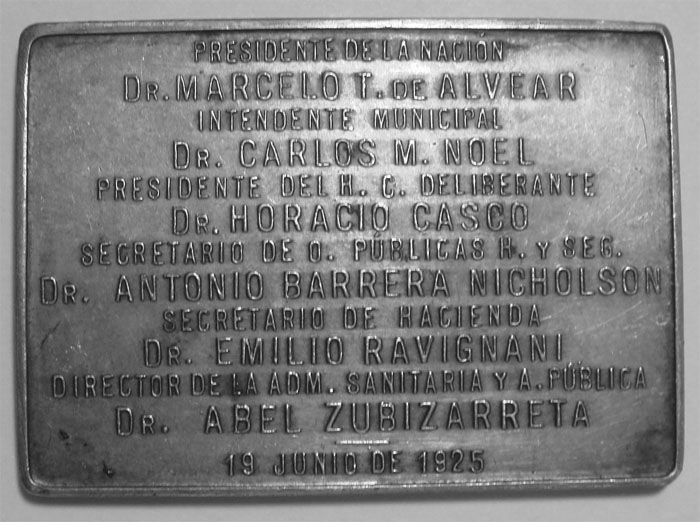 PRESIDENTE DE LA NACIÓN
DR. MARCELO T. DE ALVEAR
INTENDENTE MUNICIPAL
DR. CARLOS M. NOEL
PRESIDENTE DEL H. C. DELIBERANTE
DR. HORACIO CASCO
SECRETARIO DE O. PÚBLICAS H. Y SEG.
DR. ANTONIO BARRERA NICHOLSON
SECRETARIO DE HACIENDA
DR. EMILIO RAVIGNANI
DIRECTOR DE LA ADM. SANITARIA Y A. PÚBLICA
DR. ABEL ZUBIZARRETA
19 JUNIO DE 1925